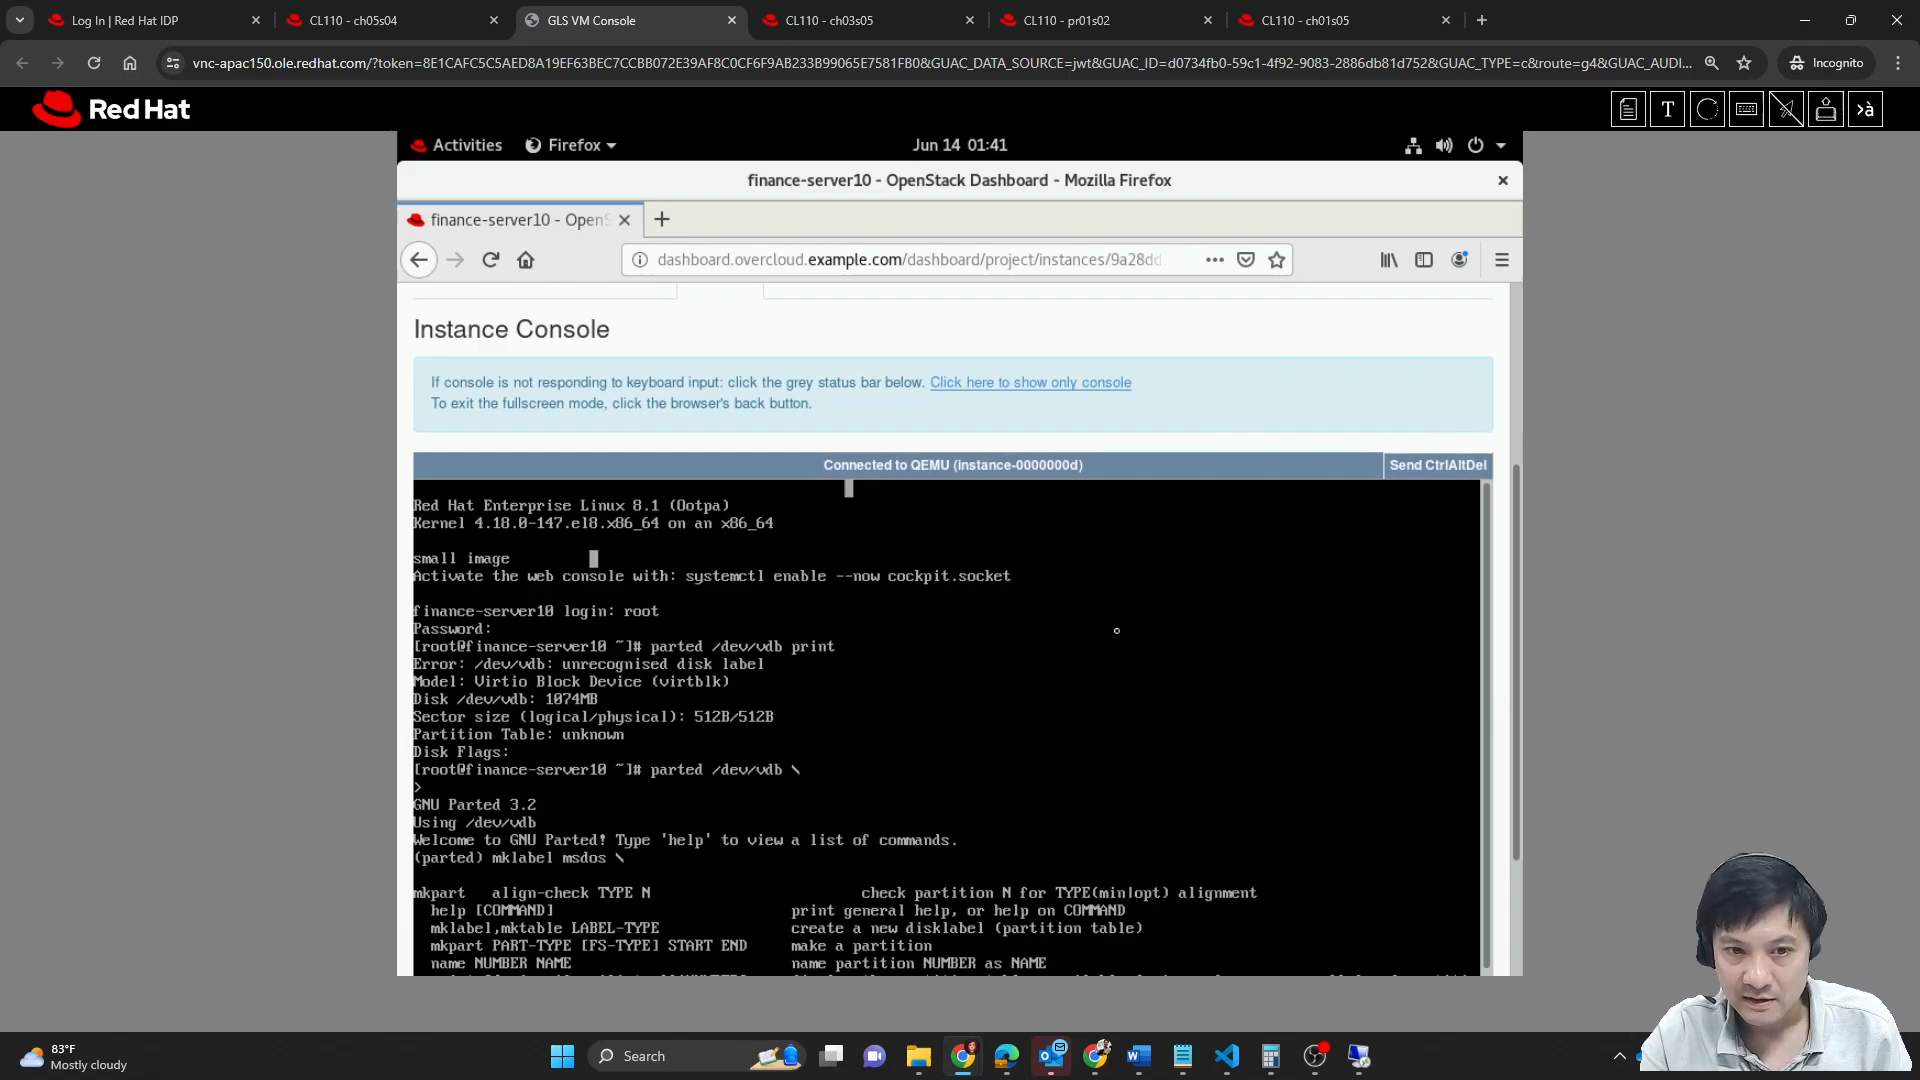 Log In | Red Hat IDP
CL110 - ch05s04
GLS VM Console
CL110 - ch03s05
CL110 - pr01s02
CL110 - ch01s05
vnc-apac150.ole.redhat.com/?token=8E1CAFC5C5AED8A19EF63BEC7CCBB072E39AF8C0CF6F9AB233B99065E7581FB0&GUAC_DATA_SOURCE=jwt&GUAC_ID=d0734fb0-59c1-4f92-9083-2886db81d752&GUAC_TYPE=c&route=g4&GUAC_AUDI...
Incognito
Red Hat
T
>à
Activities
Firefox
Jun 14 01:41
finance-server10 - OpenStack Dashboard - Mozilla Firefox
finance-server10 - OpenS
dashboard.overcloud.example.com/dashboard/project/instances/9a28dd
Instance Console
If console is not responding to keyboard input: click the grey status bar below. Click here to show only console
To exit the fullscreen mode, click the browser's back button.
Connected to QEMU (instance-0000000d)
Send CtrlAltDel
Red Hat Enterprise Linux 8.1 (Ootpa)
Kernel 4.18.0-147.el8.x86_64 on an x86_64
small image
Activate the web console with: systemctl enable --now cockpit.socket
finance-server10 login: root
Password:
[root@finance-server10 ~]# parted /dev/vdb print
Error: /dev/vdb: unrecognised disk label
Model: Virtio Block Device (virtblk)
Disk /dev/vdb: 1074MB
Sector size (logical/physical): 512B/512B
Partition Table: unknown
Disk Flags:
[root@finance-server10 ~]# parted /dev/vdb \
>
GNU Parted 3.2
Using /dev/vdb
Welcome to GNU Parted! Type 'help' to view a list of commands.
(parted) mklabel msdos \
mkpart   align-check TYPE N                        check partition N for TYPE(min|opt) alignment
help [COMMAND]                           print general help, or help on COMMAND
mklabel,mktable LABEL-TYPE               create a new disklabel (partition table)
mkpart PART-TYPE [FS-TYPE] START END     make a partition
name NUMBER NAME                         name partition NUMBER as NAME
83°F
Mostly cloudy
Search